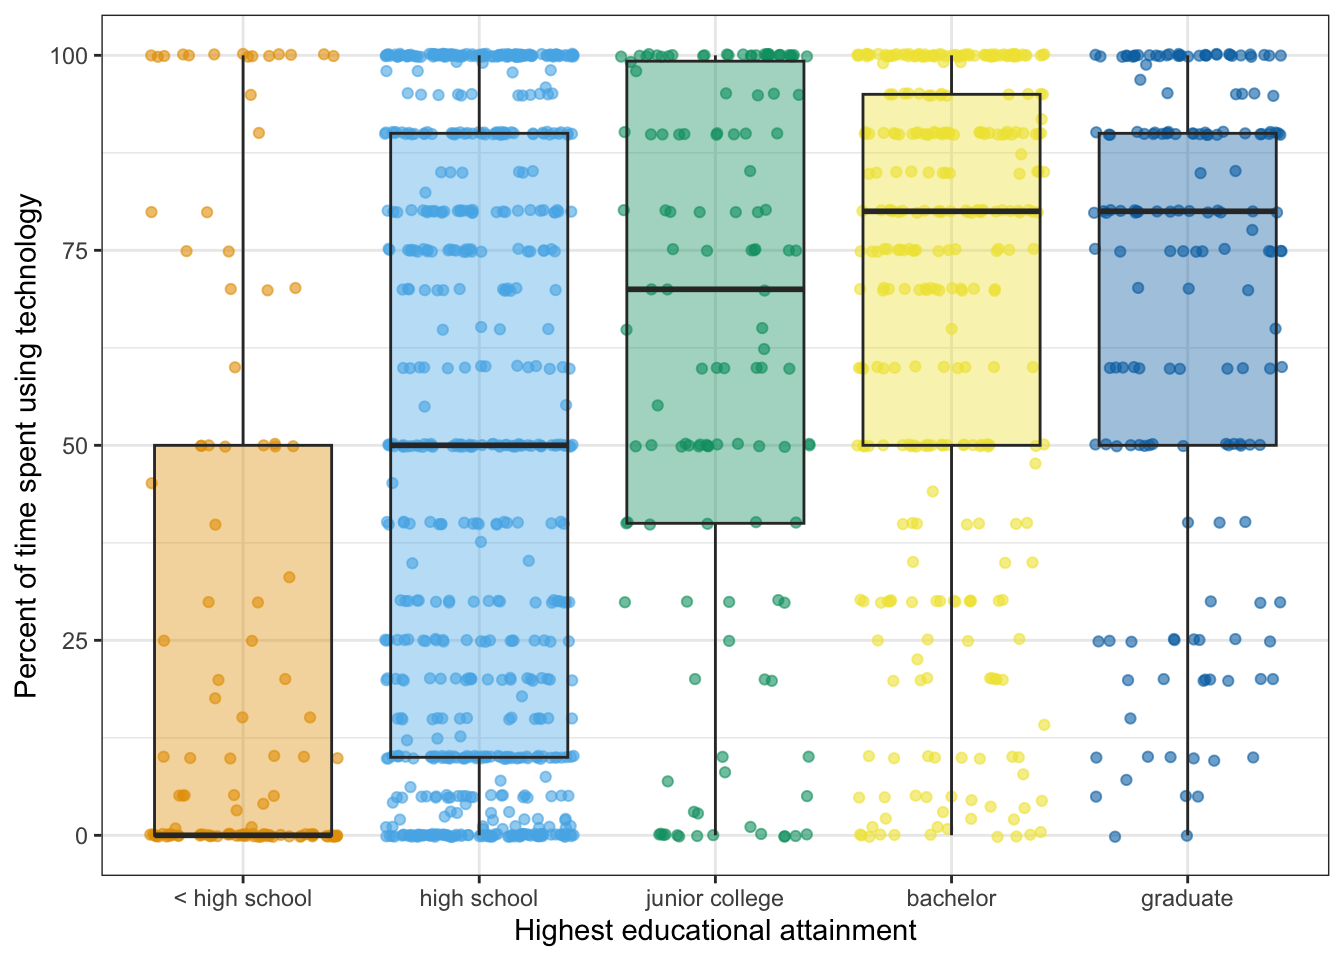 Percent of time spent using technology
100
75
50
25
0
< high school
high school
junior college
bachelor
graduate
Highest educational attainment